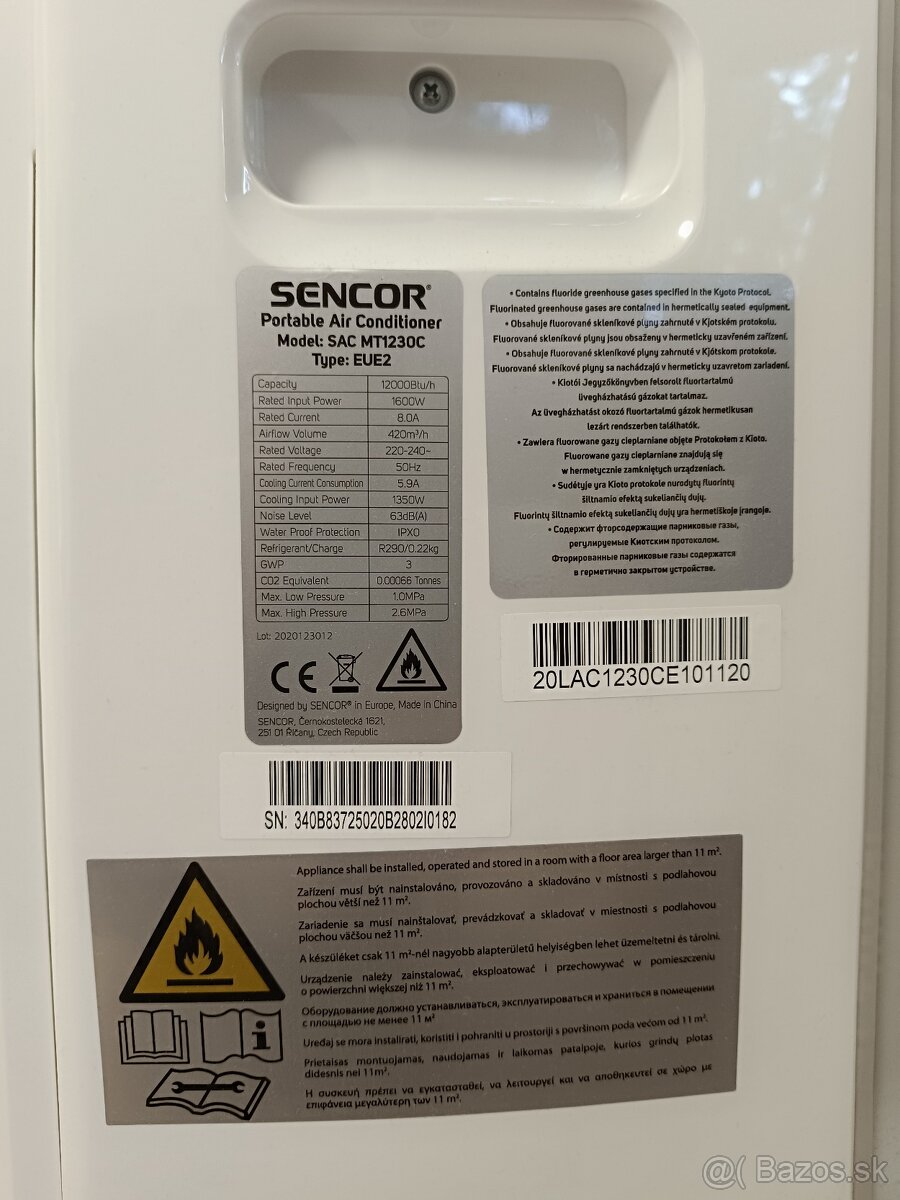 SENCOR®
Portable Air Conditioner
Model: SAC MT1230C
Type: EUE2
Capacity 12000Btu/h
Rated Input Power 1600W
Rated Current 8.0A
Airflow Volume 420m³/h
Rated Voltage 220-240~
Rated Frequency 50Hz
Cooling Current Consumption 5.9A
Cooling Input Power 1350W
Noise Level 63dB(A)
Water Proof Protection IPX0
Refrigerant/Charge R290/0.22kg
GWP 3
CO2 Equivalent 0.00066 Tonnes
Max. Low Pressure 1.0MPa
Max. High Pressure 2.6MPa
Lot: 2020123012
CE
Designed by SENCOR® in Europe, Made in China
SENCOR, Černokostelecká 1621,
251 01 Říčany, Czech Republic
• Contains fluoride greenhouse gases specified in the Kyoto Protocol.
Fluorinated greenhouse gases are contained in hermetically sealed equipment.
• Obsahuje fluorované skleníkové plyny zahrnuté v Kjótském protokolu.
Fluorované skleníkové plyny jsou obsaženy v hermeticky uzavřeném zařízení.
• Obsahuje fluorované skleníkové plyny zahrnuté v Kjótskom protokole.
Fluorované skleníkové plyny sa nachádzajú v hermeticky uzavretom zariadení.
• Kiotói Jegyzőkönyvben felsorolt fluortartalmú
üvegházhatású gázokat tartalmaz.
Az üvegházhatást okozó fluortartalmú gázok hermetikusan
lezárt rendszerben találhatók.
• Zawiera fluorowane gazy cieplarniane objęte Protokołem z Kioto.
Fluorowane gazy cieplarniane znajdują się
w hermetycznie zamkniętych urządzeniach.
• Sudėtyje yra Kioto protokole nurodytų fluorintų
šiltnamio efektą sukeliančių dujų.
Fluorintų šiltnamio efektą sukeliančių dujų yra hermetiškoje įrangoje.
• Содержит фторсодержащие парниковые газы,
регулируемые Киотским протоколом.
Фторированные парниковые газы содержатся
в герметично закрытом устройстве.
20LAC1230CE101120
SN: 340B83725020B2802I0182
Appliance shall be installed, operated and stored in a room with a floor area larger than 11 m².
Zařízení musí být nainstalováno, provozováno a skladováno v místnosti s podlahovou
plochou větší než 11 m².
Zariadenie sa musí nainštalovať, prevádzkovať a skladovať v miestnosti s podlahovou
plochou väčšou než 11 m².
A készüléket csak 11 m²-nél nagyobb alapterületű helyiségben lehet üzemeltetni és tárolni.
Urządzenie należy zainstalować, eksploatować i przechowywać w pomieszczeniu
o powierzchni większej niż 11 m².
Оборудование должно устанавливаться, эксплуатироваться и храниться в помещении
с площадью не менее 11 м²
Uređaj se mora instalirati, koristiti i pohraniti u prostoriji s površinom poda većom od 11 m².
Prietaisas montuojamas, naudojamas ir laikomas patalpoje, kurios grindų plotas
didesnis nei 11m².
Η συσκευή πρέπει να εγκατασταθεί, να λειτουργεί και να αποθηκευτεί σε χώρο με
επιφάνεια μεγαλύτερη των 11 m².
@( Bazos.sk